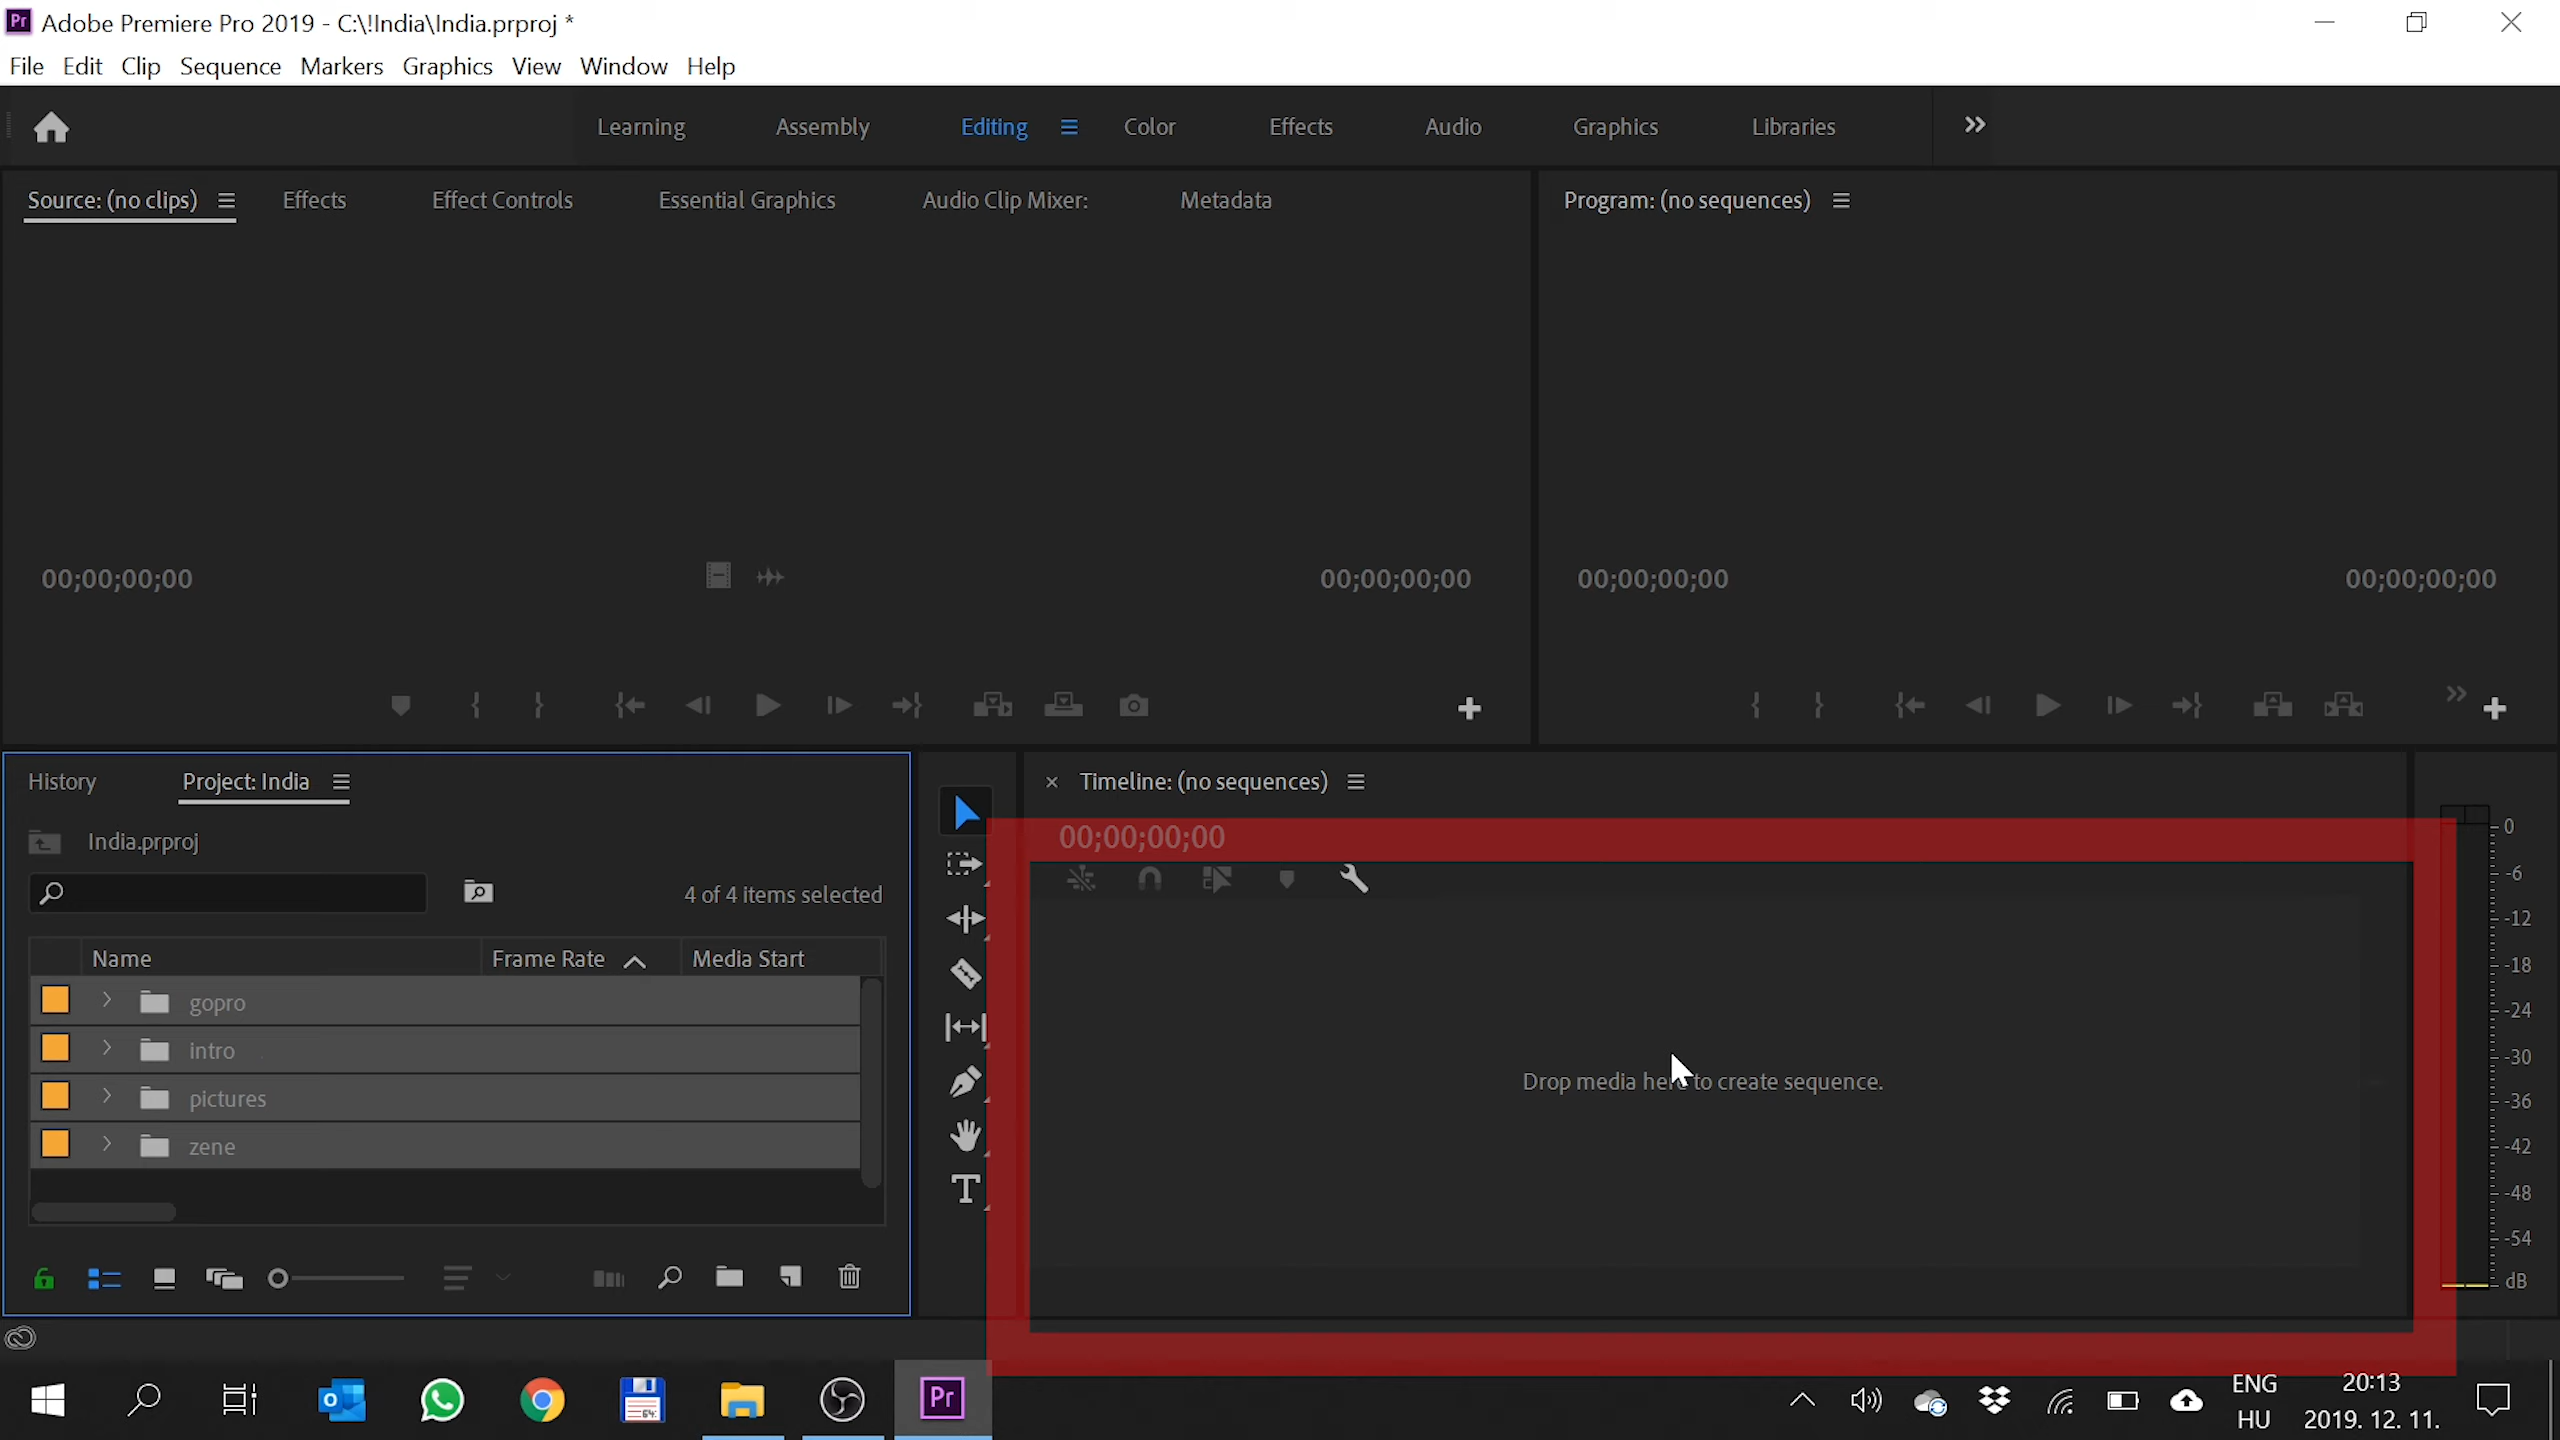 Pr Adobe Premiere Pro 2019 - C:\!India\India.prproj *
File Edit Clip Sequence Markers Graphics View Window Help
Learning Assembly Editing Color Effects Audio Graphics Libraries
Source: (no clips) Effects Effect Controls Essential Graphics Audio Clip Mixer: Metadata
Program: (no sequences)
00;00;00;00 00;00;00;00
00;00;00;00 00;00;00;00
History Project: India
India.prproj
4 of 4 items selected
Name Frame Rate Media Start
gopro
intro
pictures
zene
Timeline: (no sequences)
00;00;00;00
Drop media here to create sequence.
0
-6
-12
-18
-24
-30
-36
-42
-48
-54
dB
64
Pr
ENG
HU
20:13
2019. 12. 11.